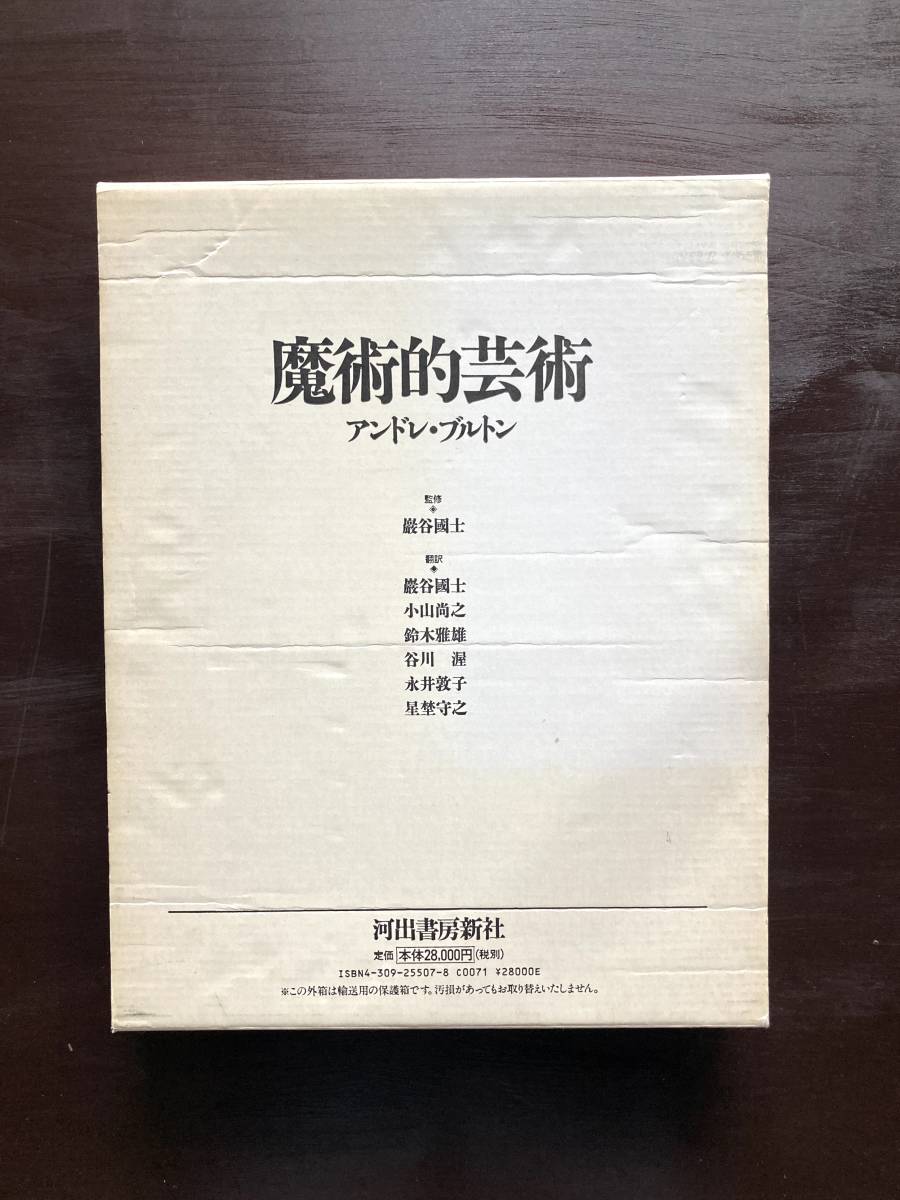 魔術的芸術
アンドレ・ブルトン
監修
◈
巖谷國士
翻訳
◈
巖谷國士
小山尚之
鈴木雅雄
谷川 渥
永井敦子
星埜守之
河出書房新社
定価 本体28,000円(税別)
ISBN4-309-25507-8 C0071 ¥28000E
※この外箱は輸送用の保護箱です。汚損があってもお取り替えいたしません。